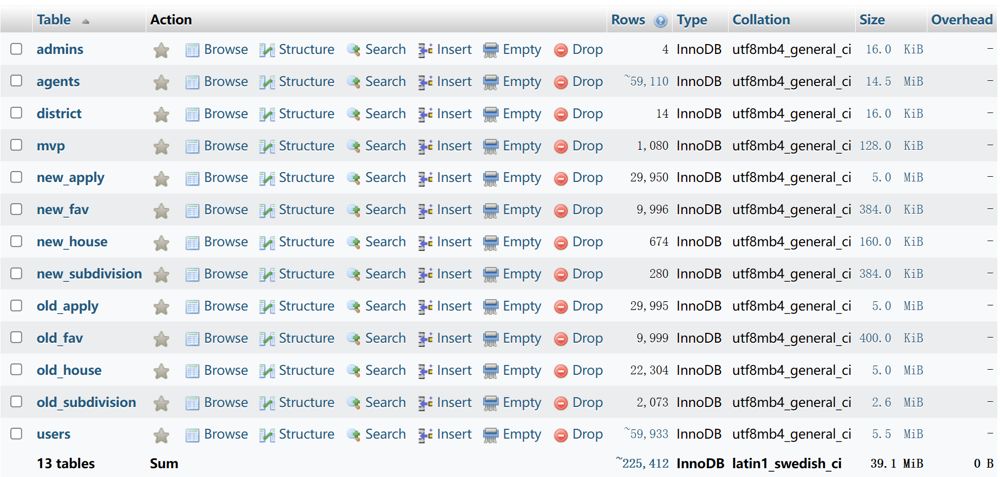 Table Action Rows Type Collation Size Overhead
admins Browse Structure Search Insert Empty Drop 4 InnoDB utf8mb4_general_ci 16.0 KiB -
agents Browse Structure Search Insert Empty Drop ~59,110 InnoDB utf8mb4_general_ci 14.5 MiB -
district Browse Structure Search Insert Empty Drop 14 InnoDB utf8mb4_general_ci 16.0 KiB -
mvp Browse Structure Search Insert Empty Drop 1,080 InnoDB utf8mb4_general_ci 128.0 KiB -
new_apply Browse Structure Search Insert Empty Drop 29,950 InnoDB utf8mb4_general_ci 5.0 MiB -
new_fav Browse Structure Search Insert Empty Drop 9,996 InnoDB utf8mb4_general_ci 384.0 KiB -
new_house Browse Structure Search Insert Empty Drop 674 InnoDB utf8mb4_general_ci 160.0 KiB -
new_subdivision Browse Structure Search Insert Empty Drop 280 InnoDB utf8mb4_general_ci 384.0 KiB -
old_apply Browse Structure Search Insert Empty Drop 29,995 InnoDB utf8mb4_general_ci 5.0 MiB -
old_fav Browse Structure Search Insert Empty Drop 9,999 InnoDB utf8mb4_general_ci 400.0 KiB -
old_house Browse Structure Search Insert Empty Drop 22,304 InnoDB utf8mb4_general_ci 5.0 MiB -
old_subdivision Browse Structure Search Insert Empty Drop 2,073 InnoDB utf8mb4_general_ci 2.6 MiB -
users Browse Structure Search Insert Empty Drop ~59,933 InnoDB utf8mb4_general_ci 5.5 MiB -
13 tables Sum ~225,412 InnoDB latin1_swedish_ci 39.1 MiB 0 B